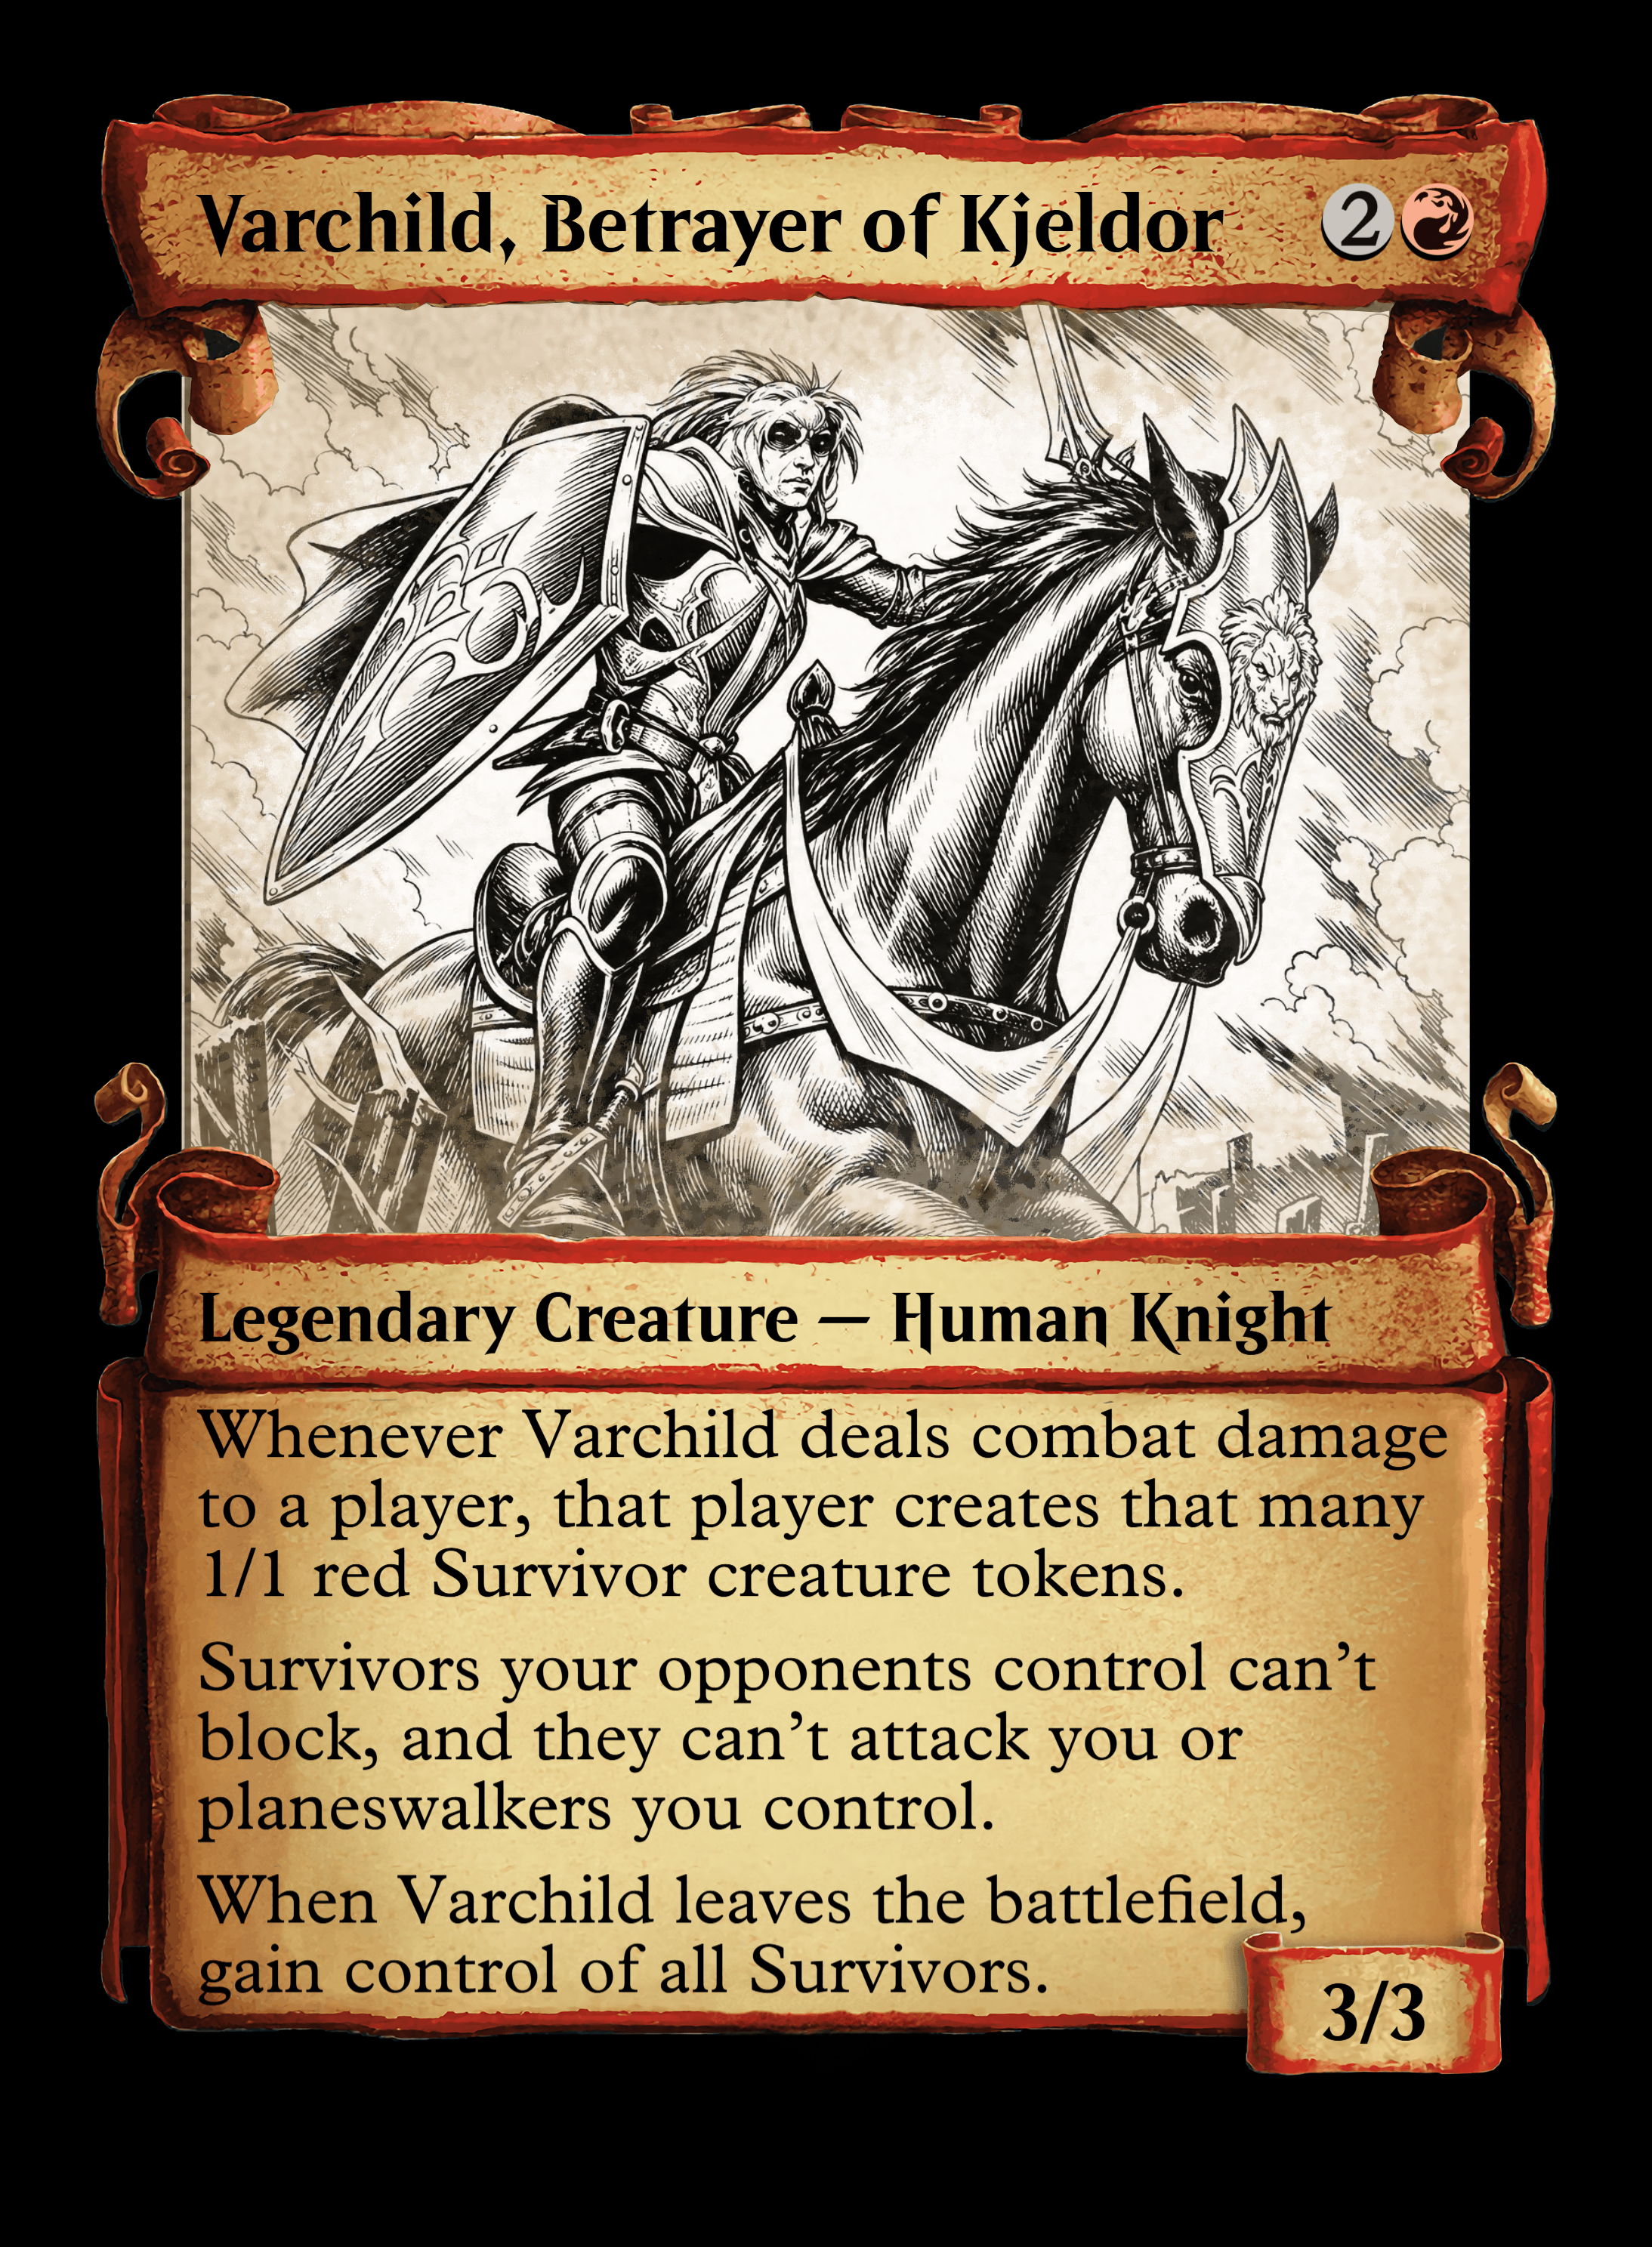 Varchild, Betrayer of Kjeldor 2
Legendary Creature — Human Knight
Whenever Varchild deals combat damage
to a player, that player creates that many
1/1 red Survivor creature tokens.
Survivors your opponents control can’t
block, and they can’t attack you or
planeswalkers you control.
When Varchild leaves the battlefield,
gain control of all Survivors.
3/3